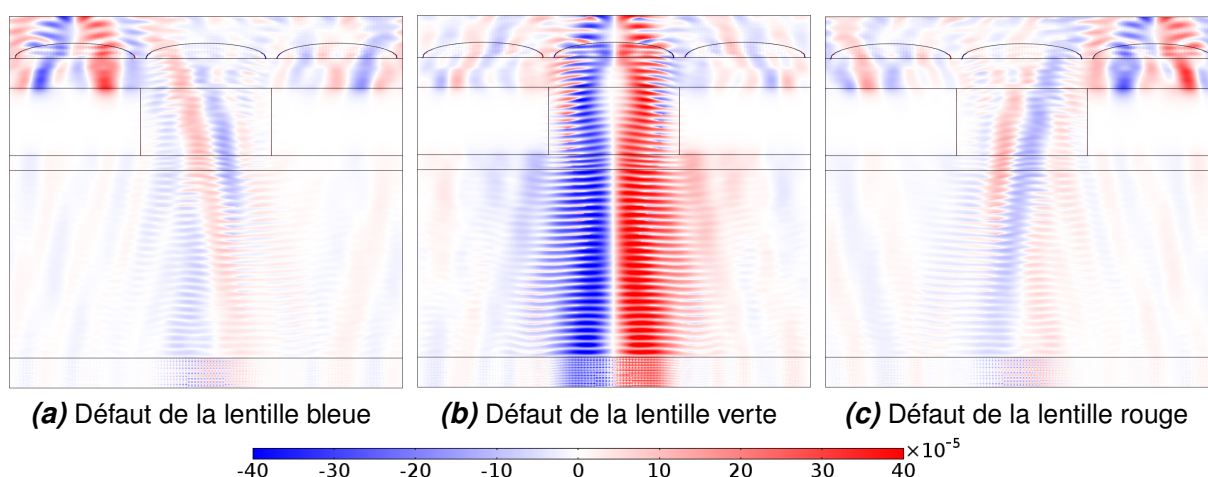 (a) Défaut de la lentille bleue (b) Défaut de la lentille verte (c) Défaut de la lentille rouge
×10⁻⁵
-40 -30 -20 -10 0 10 20 30 40